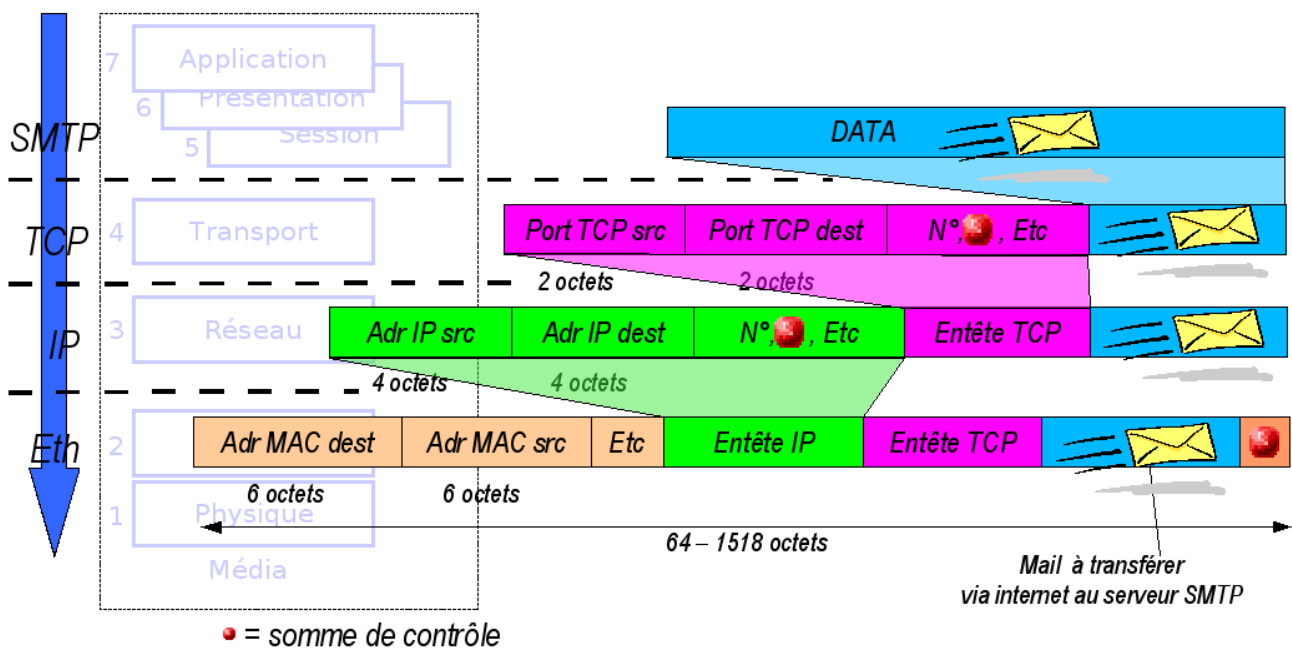 7 Application
6 Présentation
5 Session
SMTP
DATA
TCP
4 Transport
Port TCP src
Port TCP dest
N°, , Etc
2 octets
2 octets
IP
3 Réseau
Adr IP src
Adr IP dest
N°, , Etc
Entête TCP
4 octets
4 octets
Eth
2
Adr MAC dest
Adr MAC src
Etc
Entête IP
Entête TCP
6 octets
6 octets
1 Physique
64 – 1518 octets
Média
Mail à transférer
via internet au serveur SMTP
= somme de contrôle